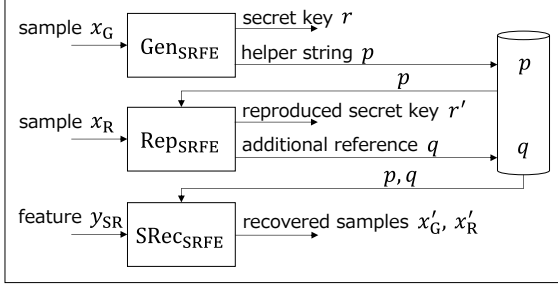 sample x_G
Gen_SRFE
secret key r
helper string p
p
p
sample x_R
Rep_SRFE
reproduced secret key r′
additional reference q
q
p, q
feature y_SR
SRec_SRFE
recovered samples x′_G, x′_R